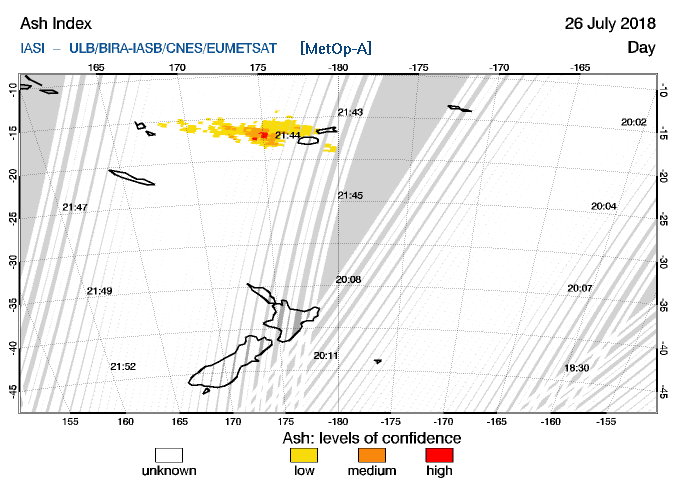 Ash Index 26 July 2018
IASI – ULB/BIRA-IASB/CNES/EUMETSAT [MetOp-A] Day
165 170 175 -180 -175 -170 -165
-10 -10
21:43
20:02
-15 21:44 -15
-20 -20
21:45
21:47 20:04
-25 -25
-30 -30
20:08
21:49 20:07
-35 -35
20:11
-40 -40
21:52 18:30
-45 -45
155 160 165 170 175 -180 -175 -170 -165 -160 -155
Ash: levels of confidence
unknown low medium high